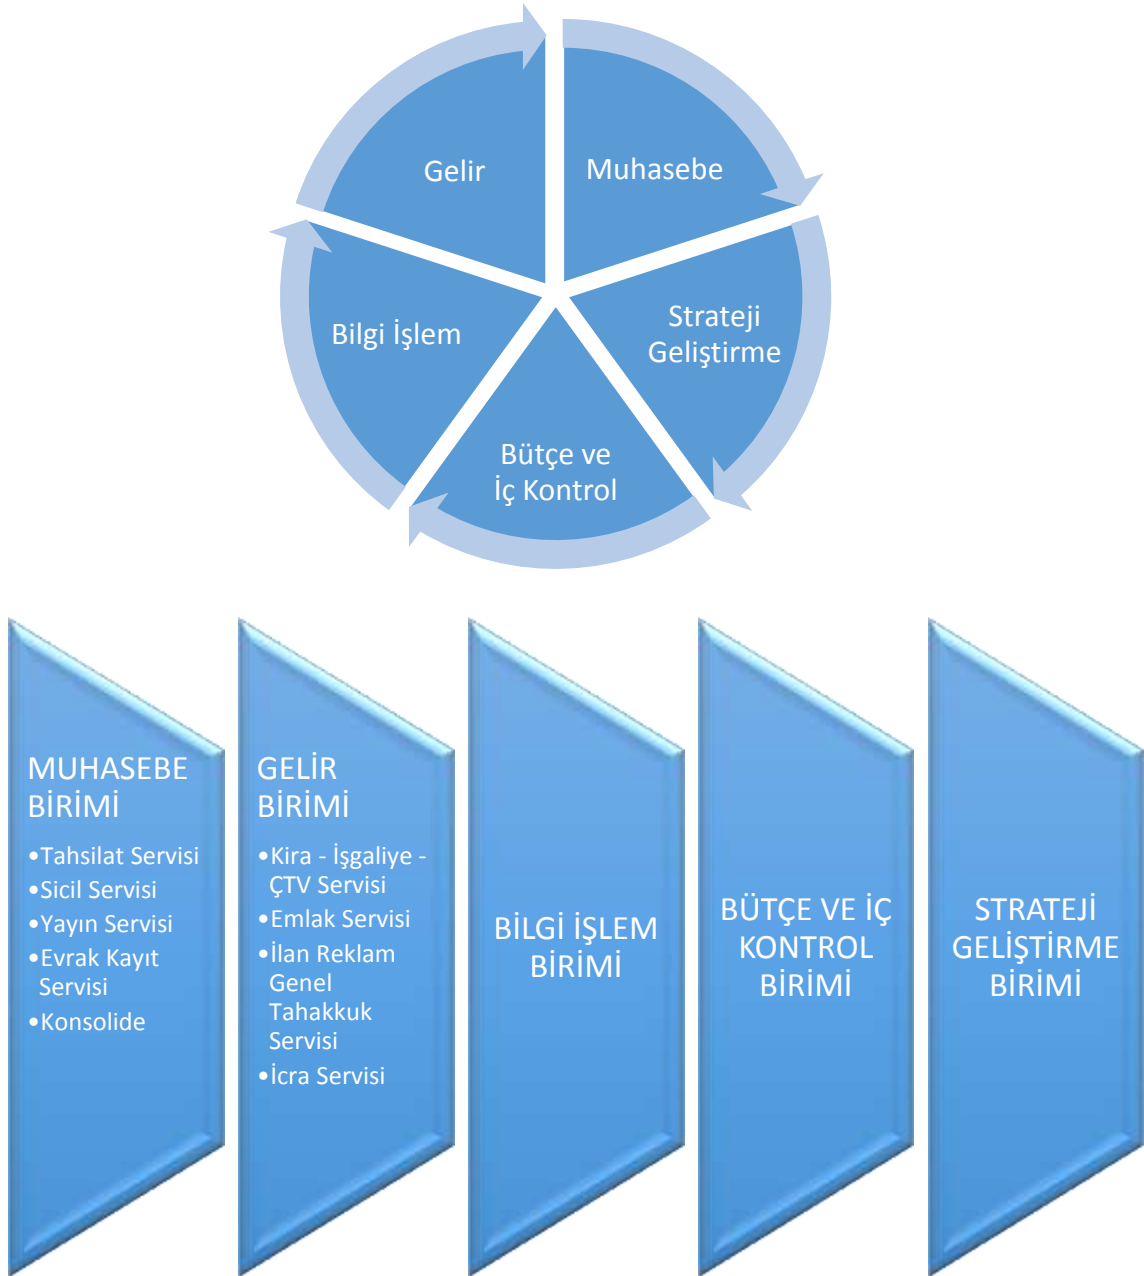 Gelir
Muhasebe
Strateji
Geliştirme
Bütçe ve
İç Kontrol
Bilgi İşlem
MUHASEBE
BİRİMİ
•Tahsilat Servisi
•Sicil Servisi
•Yayın Servisi
•Evrak Kayıt
Servisi
•Konsolide
GELİR
BİRİMİ
•Kira - İşgaliye -
ÇTV Servisi
•Emlak Servisi
•İlan Reklam
Genel
Tahakkuk
Servisi
•İcra Servisi
BİLGİ İŞLEM
BİRİMİ
BÜTÇE VE İÇ
KONTROL
BİRİMİ
STRATEJİ
GELİŞTİRME
BİRİMİ